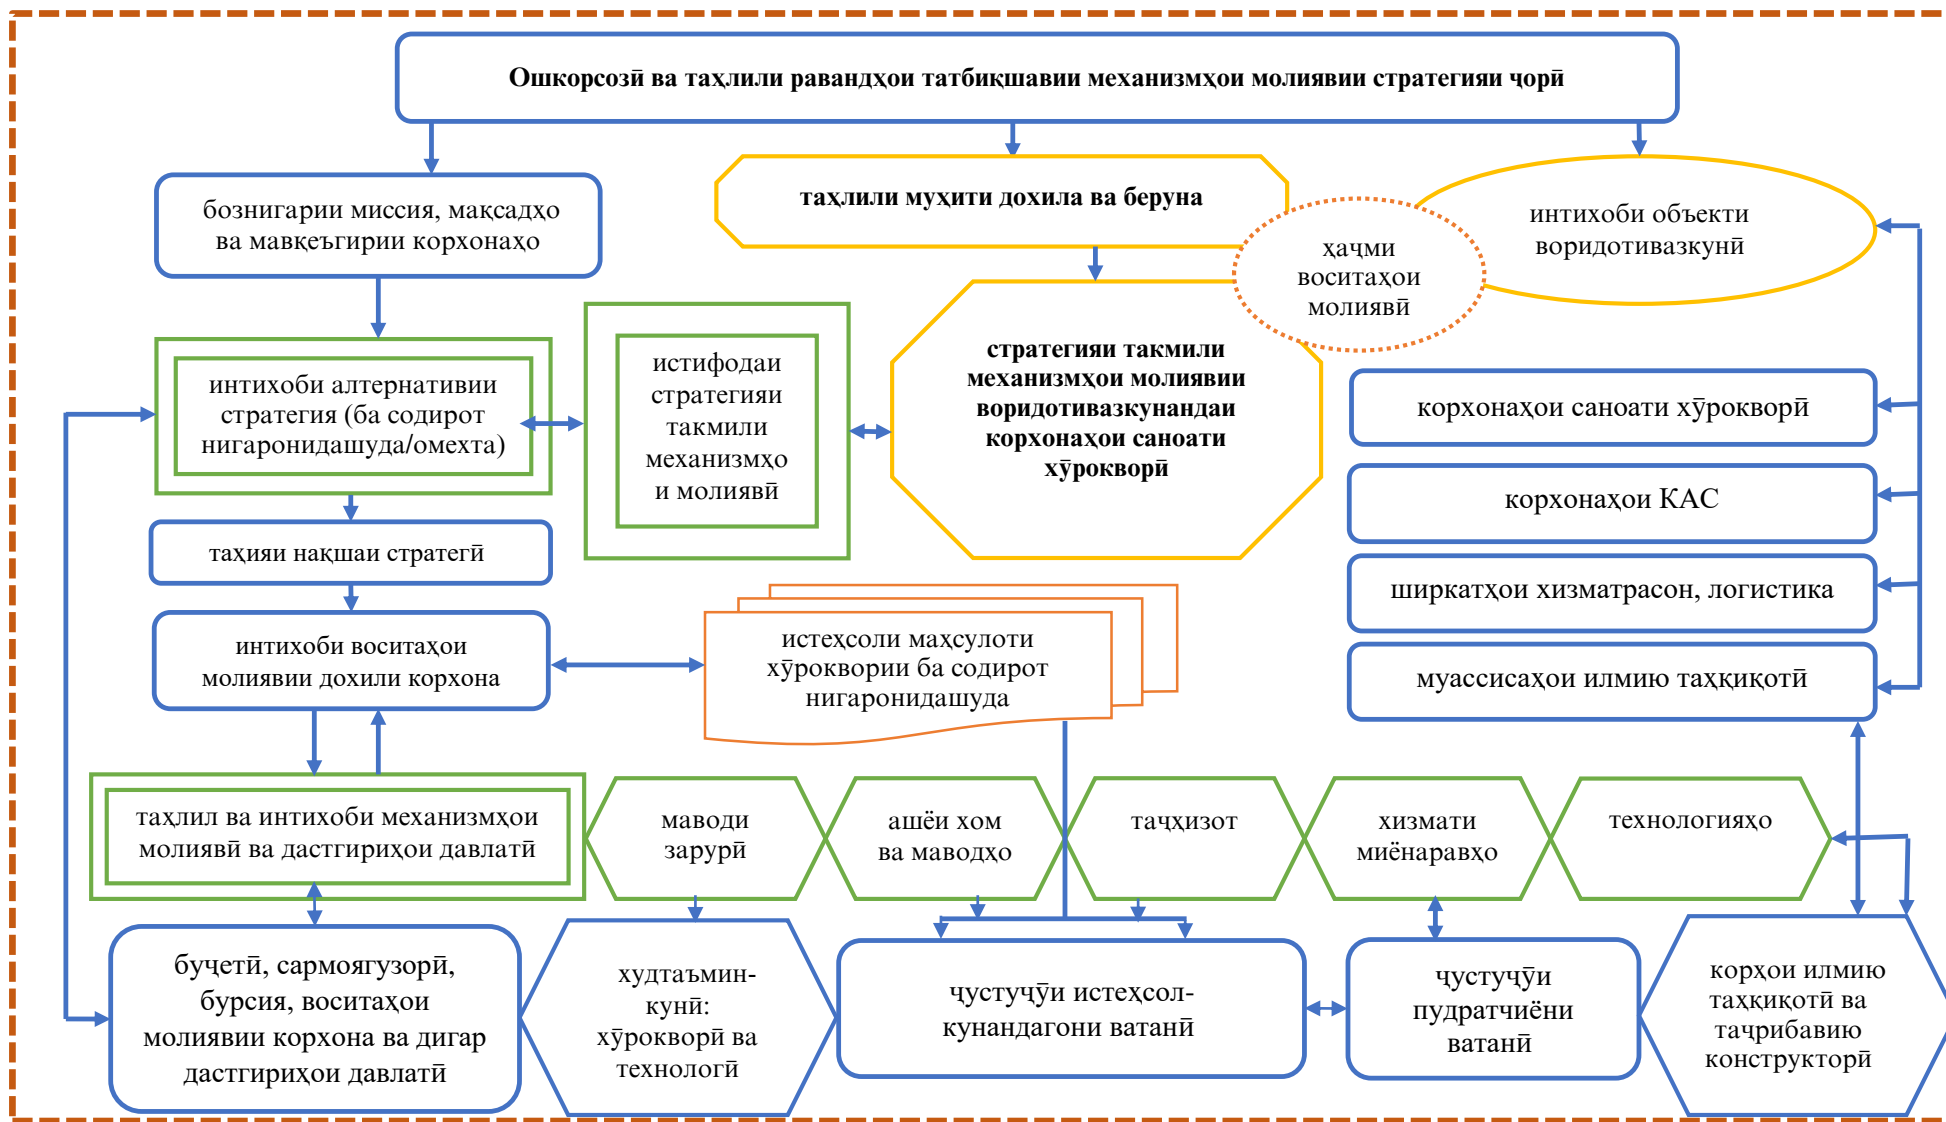 Ошкорсозӣ ва таҳлили равандҳои татбиқшавии механизмҳои молиявии стратегияи ҷорӣ
бознигарии миссия, мақсадҳо
ва мавқеъгирии корхонаҳо
таҳлили муҳити дохила ва беруна
интихоби объекти
воридотивазкунӣ
ҳаҷми
воситаҳои
молиявӣ
интихоби алтернативии
стратегия (ба содирот
нигаронидашуда/омехта)
истифодаи
стратегияи
такмили
механизмҳо
и молиявӣ
стратегияи такмили
механизмҳои молиявии
воридотивазкунандаи
корхонаҳои саноати
хӯрокворӣ
корхонаҳои саноати хӯрокворӣ
корхонаҳои КАС
ширкатҳои хизматрасон, логистика
муассисаҳои илмию таҳқиқотӣ
таҳияи нақшаи стратегӣ
интихоби воситаҳои
молиявии дохили корхона
истеҳсоли маҳсулоти
хӯроквории ба содирот
нигаронидашуда
таҳлил ва интихоби механизмҳои
молиявӣ ва дастгириҳои давлатӣ
маводи
зарурӣ
ашёи хом
ва маводҳо
таҷҳизот
хизмати
миёнаравҳо
технологияҳо
буҷетӣ, сармоягузорӣ,
бурсия, воситаҳои
молиявии корхона ва дигар
дастгириҳои давлатӣ
худтаъмин-
кунӣ:
хӯрокворӣ ва
технологӣ
ҷустуҷӯи истеҳсол-
кунандагони ватанӣ
ҷустуҷӯи
пудратчиёни
ватанӣ
корҳои илмию
таҳқиқотӣ ва
таҷрибавию
конструкторӣ